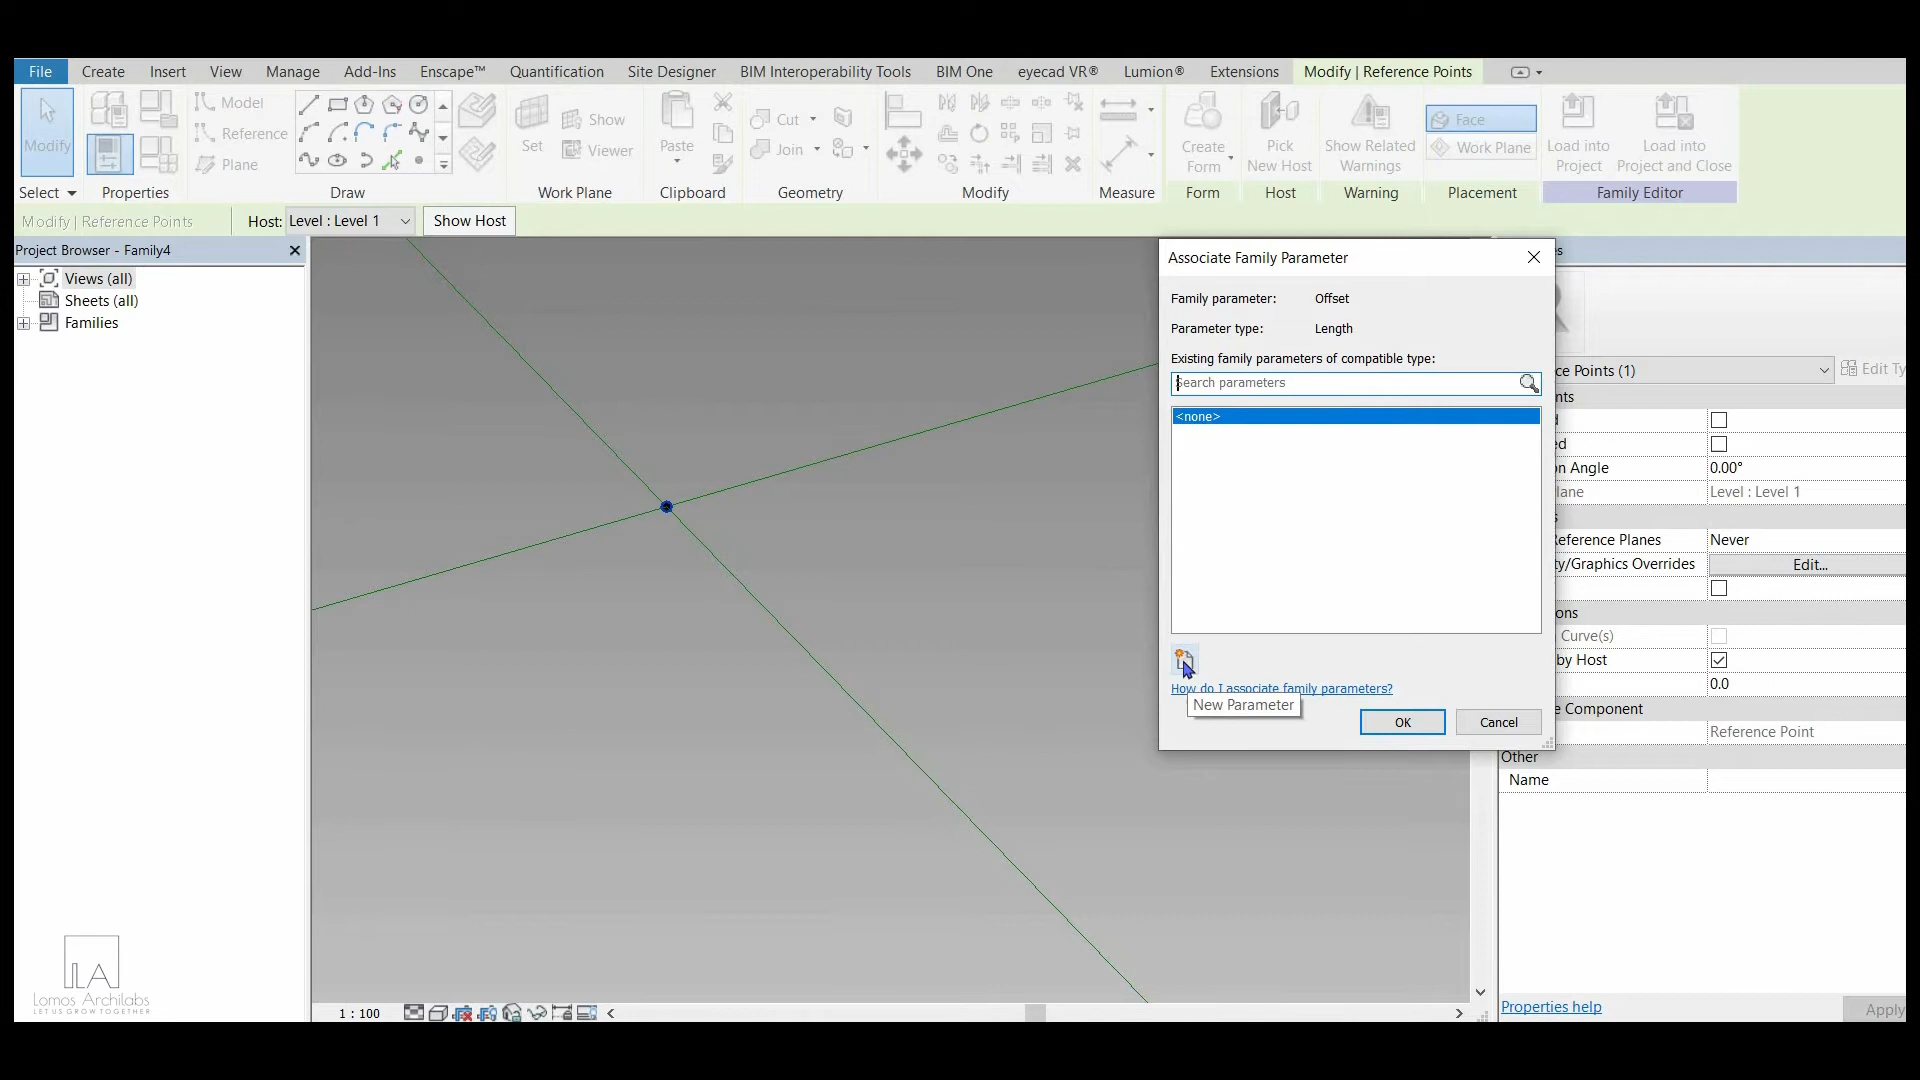 File Create Insert View Manage Add-Ins Enscape™ Quantification Site Designer BIM Interoperability Tools BIM One eyecad VR® Lumion® Extensions Modify | Reference Points
Modify
Model
Reference
Plane
Set
Show
Viewer
Paste
Cut
Join
Create
Form
Pick
New Host
Show Related
Warnings
Face
Work Plane
Load into
Project
Load into
Project and Close
Select Properties Draw Work Plane Clipboard Geometry Modify Measure Form Host Warning Placement Family Editor
Modify | Reference Points Host: Level : Level 1 Show Host
Project Browser - Family4
Views (all)
Sheets (all)
Families
Associate Family Parameter
Family parameter: Offset
Parameter type: Length
Existing family parameters of compatible type:
Search parameters
<none>
How do I associate family parameters?
New Parameter
OK Cancel
es
ce Points (1) Edit Ty
nts
d
ed
on Angle 0.00°
lane Level : Level 1
s
Reference Planes Never
ty/Graphics Overrides Edit...
ons
Curve(s)
by Host
0.0
e Component
Reference Point
Other
Name
Properties help Apply
1 : 100
LA
Lomos Archilabs
LET US GROW TOGETHER